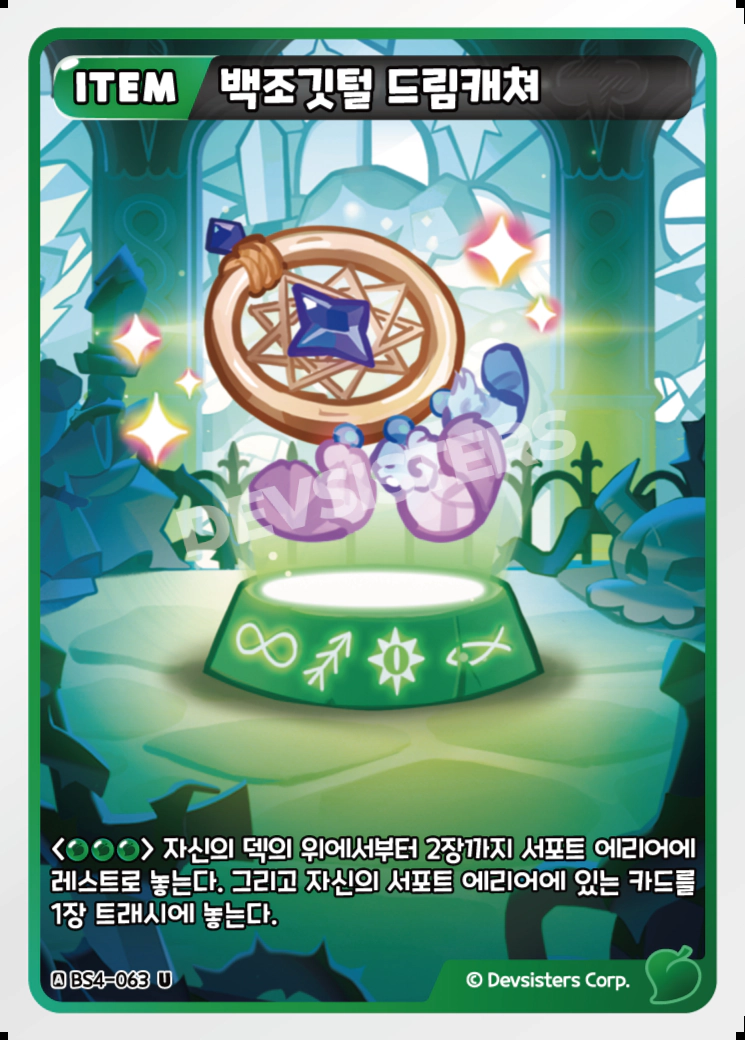 ITEM 백조깃털 드림캐쳐
DEVSISTERS
<●●●> 자신의 덱의 위에서부터 2장까지 서포트 에리어에
레스트로 놓는다. 그리고 자신의 서포트 에리어에 있는 카드를
1장 트래시에 놓는다.
A BS4-063 U
© Devsisters Corp.